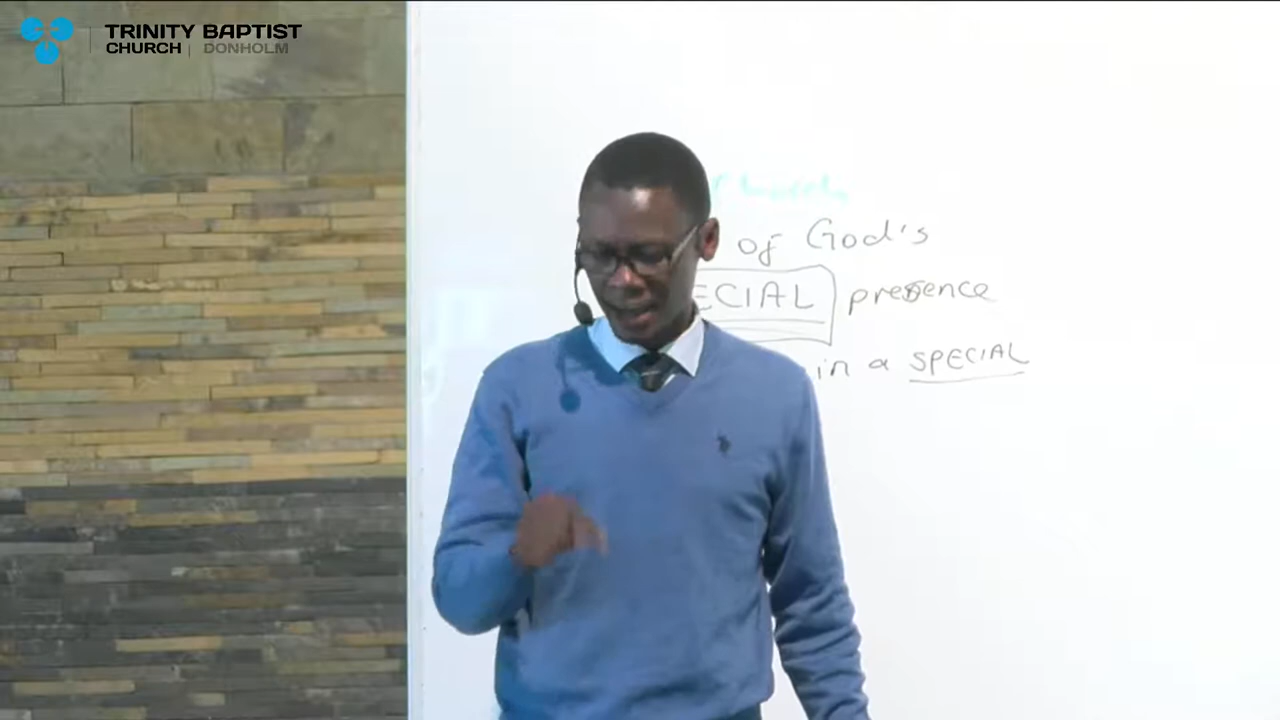 TRINITY BAPTIST
CHURCH | DONHOLM
of God's
ECIAL presence
in a SPECIAL